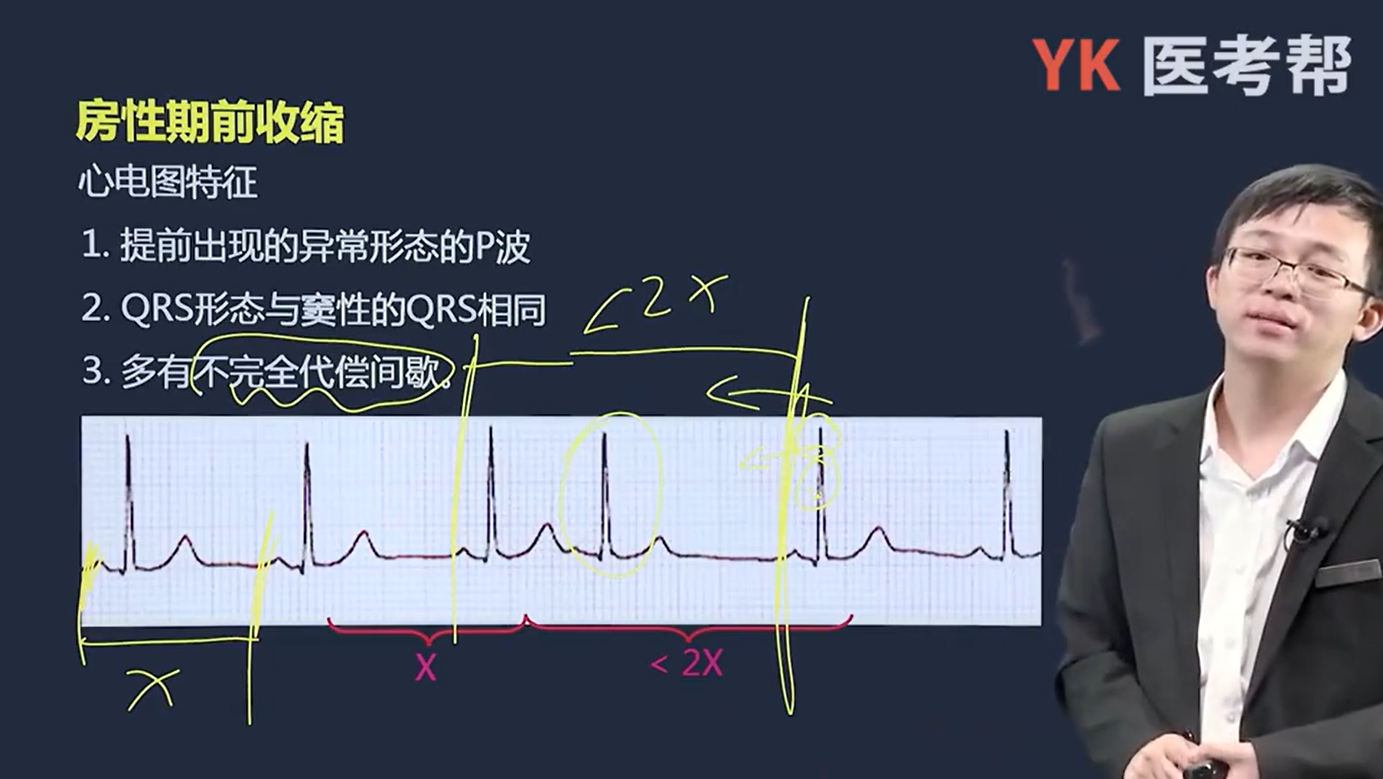 YK 医考帮
房性期前收缩
心电图特征
1. 提前出现的异常形态的P波
2. QRS形态与窦性的QRS相同
3. 多有不完全代偿间歇。
<2X
X
< 2X
X